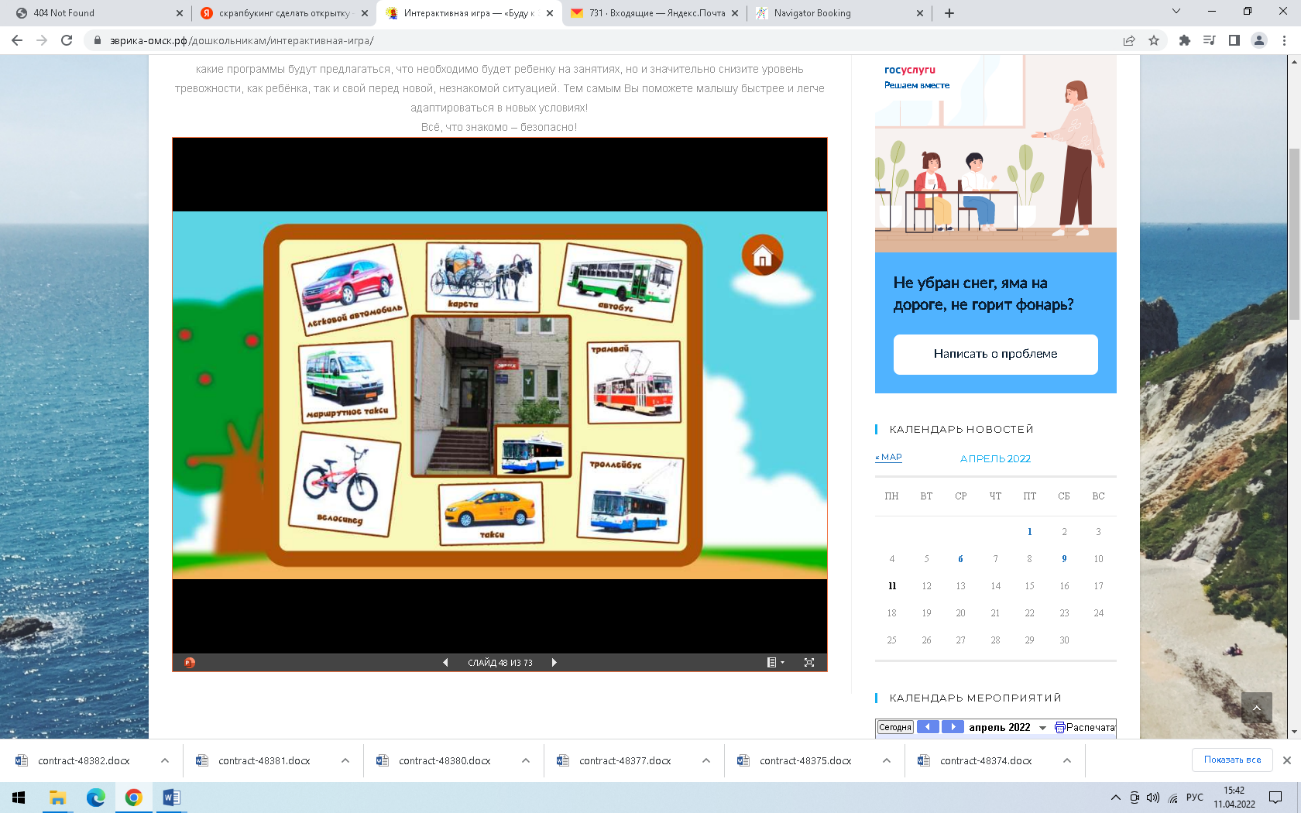 404 Not Found
скрапбукинг сделать открытку
Интерактивная игра — «Буду к
731 · Входящие — Яндекс.Почта
Navigator Booking
эврика-омск.рф/дошкольникам/интерактивная-игра/
какие программы будут предлагаться, что необходимо будет ребенку на занятиях, но и значительно снизите уровень
тревожности, как ребёнка, так и свой перед новой, незнакомой ситуацией. Тем самым Вы поможете малышу быстрее и легче
адаптироваться в новых условиях!
Всё, что знакомо – безопасно!
легковой автомобиль
карета
автобус
маршрутное такси
трамвай
велосипед
такси
троллейбус
СЛАЙД 48 ИЗ 73
госуслуги
Решаем вместе
Не убран снег, яма на
дороге, не горит фонарь?
Написать о проблеме
КАЛЕНДАРЬ НОВОСТЕЙ
« МАР АПРЕЛЬ 2022
ПН ВТ СР ЧТ ПТ СБ ВС
1 2 3
4 5 6 7 8 9 10
11 12 13 14 15 16 17
18 19 20 21 22 23 24
25 26 27 28 29 30
КАЛЕНДАРЬ МЕРОПРИЯТИЙ
Сегодня апрель 2022 Распечата
contract-48382.docx
contract-48381.docx
contract-48380.docx
contract-48377.docx
contract-48375.docx
contract-48374.docx
Показать все
РУС
15:42
11.04.2022